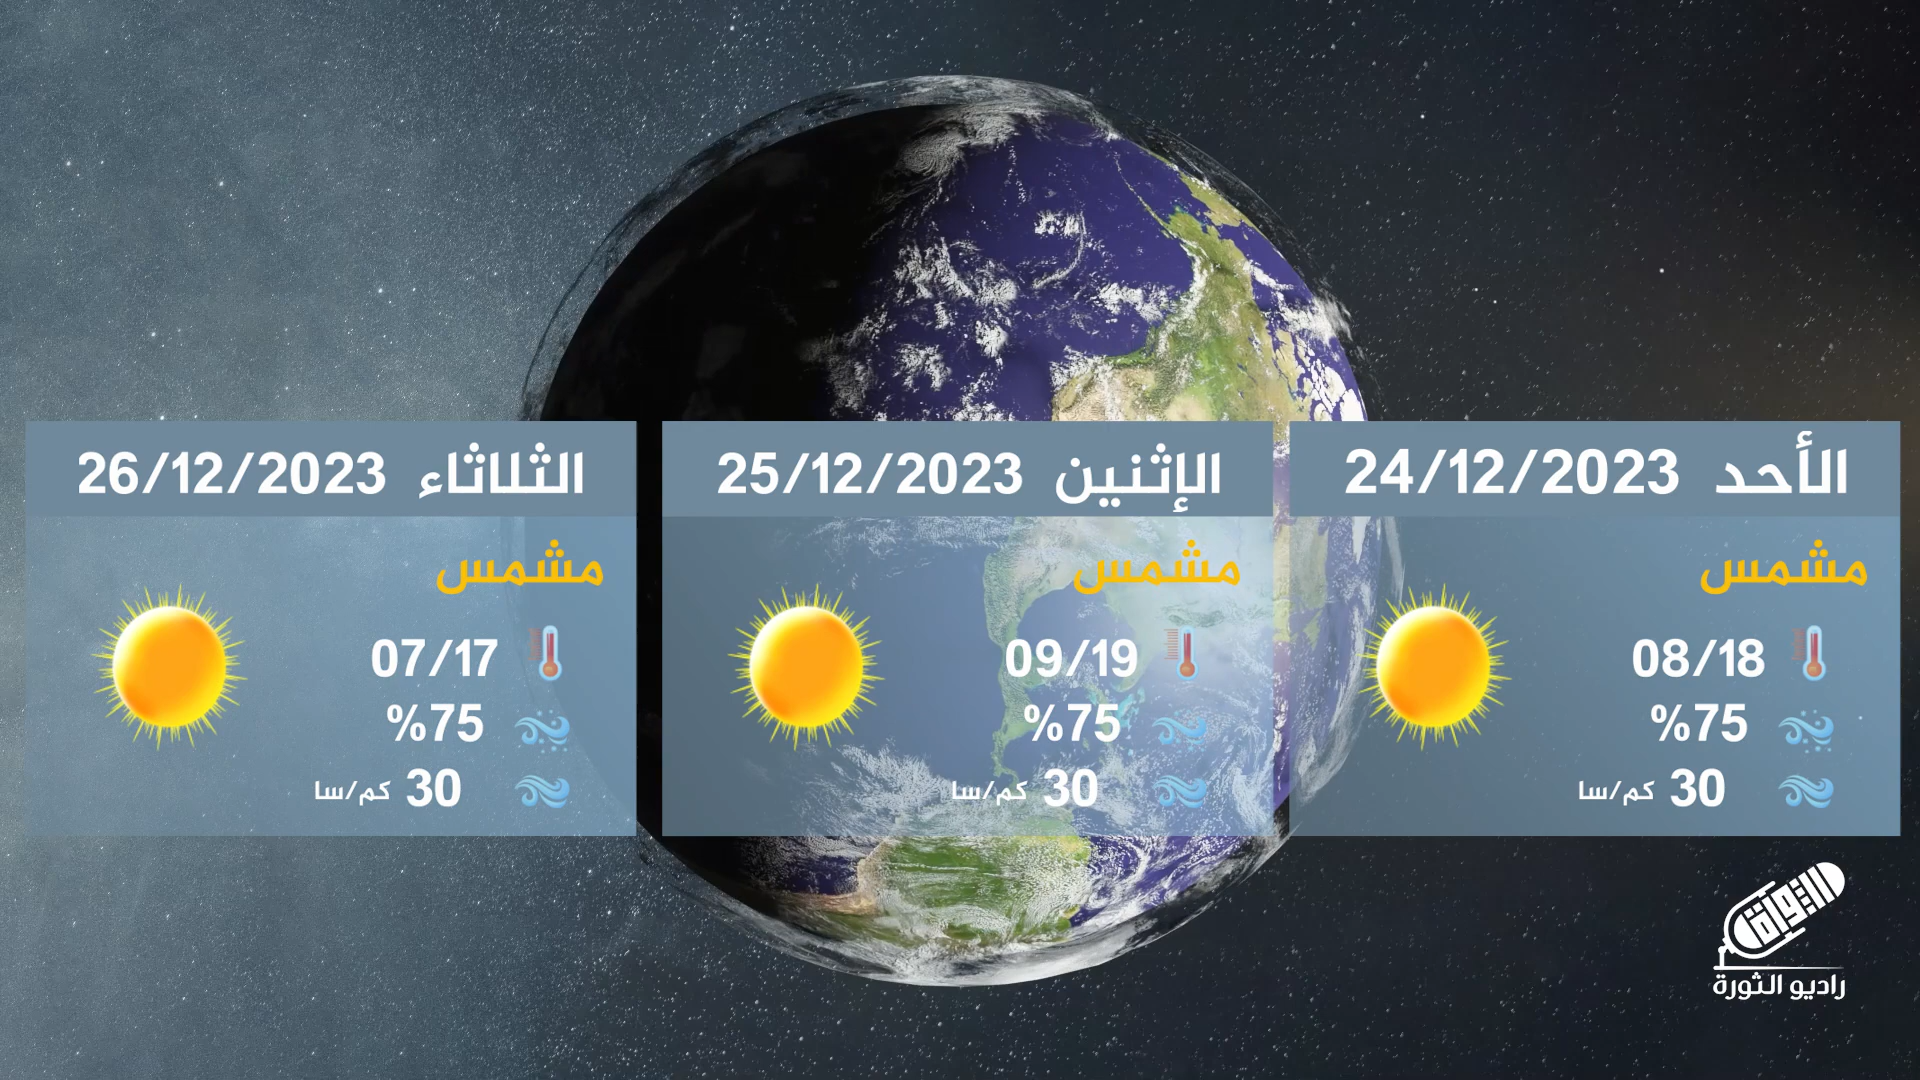 الأحد 24/12/2023
مشمس
08/18
%75
30 كم/سا
الإثنين 25/12/2023
مشمس
09/19
%75
30 كم/سا
الثلاثاء 26/12/2023
مشمس
07/17
%75
30 كم/سا
الثورة
راديو الثورة